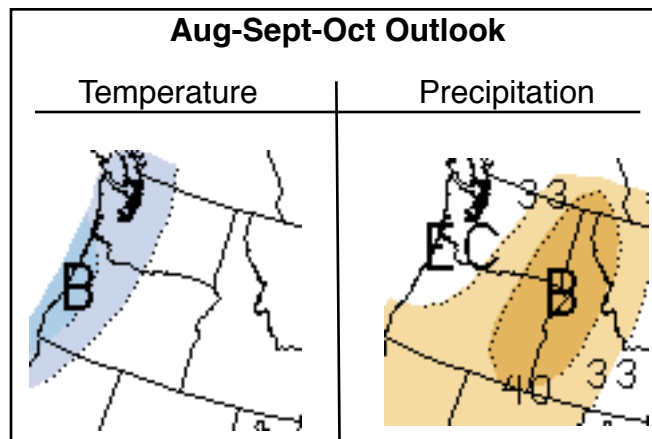 Aug-Sept-Oct Outlook
Temperature
Precipitation
B
33
EC
B
33
40